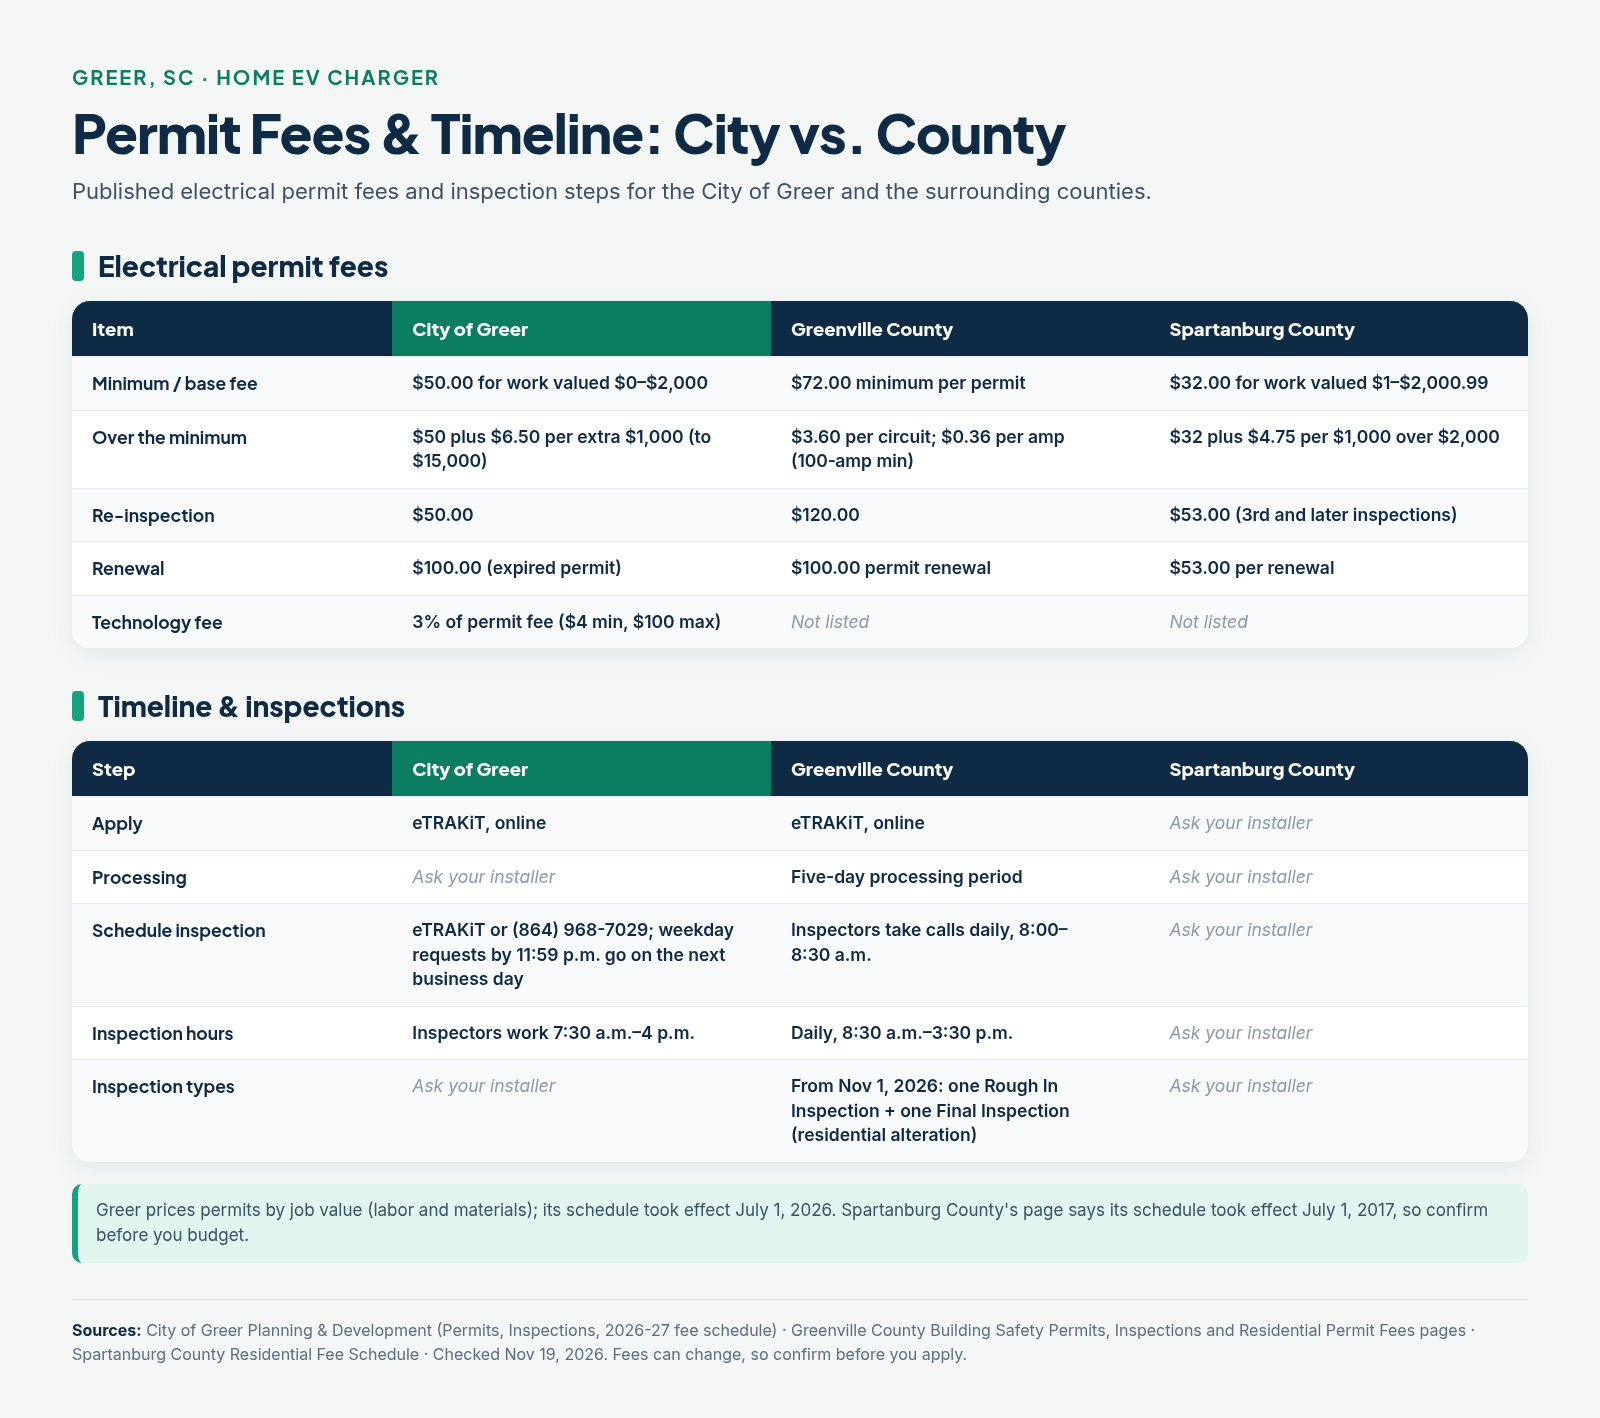 GREER, SC · HOME EV CHARGER
Permit Fees & Timeline: City vs. County
Published electrical permit fees and inspection steps for the City of Greer and the surrounding counties.
Electrical permit fees
Item City of Greer Greenville County Spartanburg County
Minimum / base fee $50.00 for work valued $0–$2,000 $72.00 minimum per permit $32.00 for work valued $1–$2,000.99
Over the minimum $50 plus $6.50 per extra $1,000 (to $3.60 per circuit; $0.36 per amp $32 plus $4.75 per $1,000 over $2,000
$15,000) (100-amp min)
Re-inspection $50.00 $120.00 $53.00 (3rd and later inspections)
Renewal $100.00 (expired permit) $100.00 permit renewal $53.00 per renewal
Technology fee 3% of permit fee ($4 min, $100 max) Not listed Not listed
Timeline & inspections
Step City of Greer Greenville County Spartanburg County
Apply eTRAKiT, online eTRAKiT, online Ask your installer
Processing Ask your installer Five-day processing period Ask your installer
Schedule inspection eTRAKiT or (864) 968-7029; weekday Inspectors take calls daily, 8:00– Ask your installer
requests by 11:59 p.m. go on the next 8:30 a.m.
business day
Inspection hours Inspectors work 7:30 a.m.–4 p.m. Daily, 8:30 a.m.–3:30 p.m. Ask your installer
Inspection types Ask your installer From Nov 1, 2026: one Rough In Ask your installer
Inspection + one Final Inspection
(residential alteration)
Greer prices permits by job value (labor and materials); its schedule took effect July 1, 2026. Spartanburg County's page says its schedule took effect July 1, 2017, so confirm
before you budget.
Sources: City of Greer Planning & Development (Permits, Inspections, 2026-27 fee schedule) · Greenville County Building Safety Permits, Inspections and Residential Permit Fees pages ·
Spartanburg County Residential Fee Schedule · Checked Nov 19, 2026. Fees can change, so confirm before you apply.